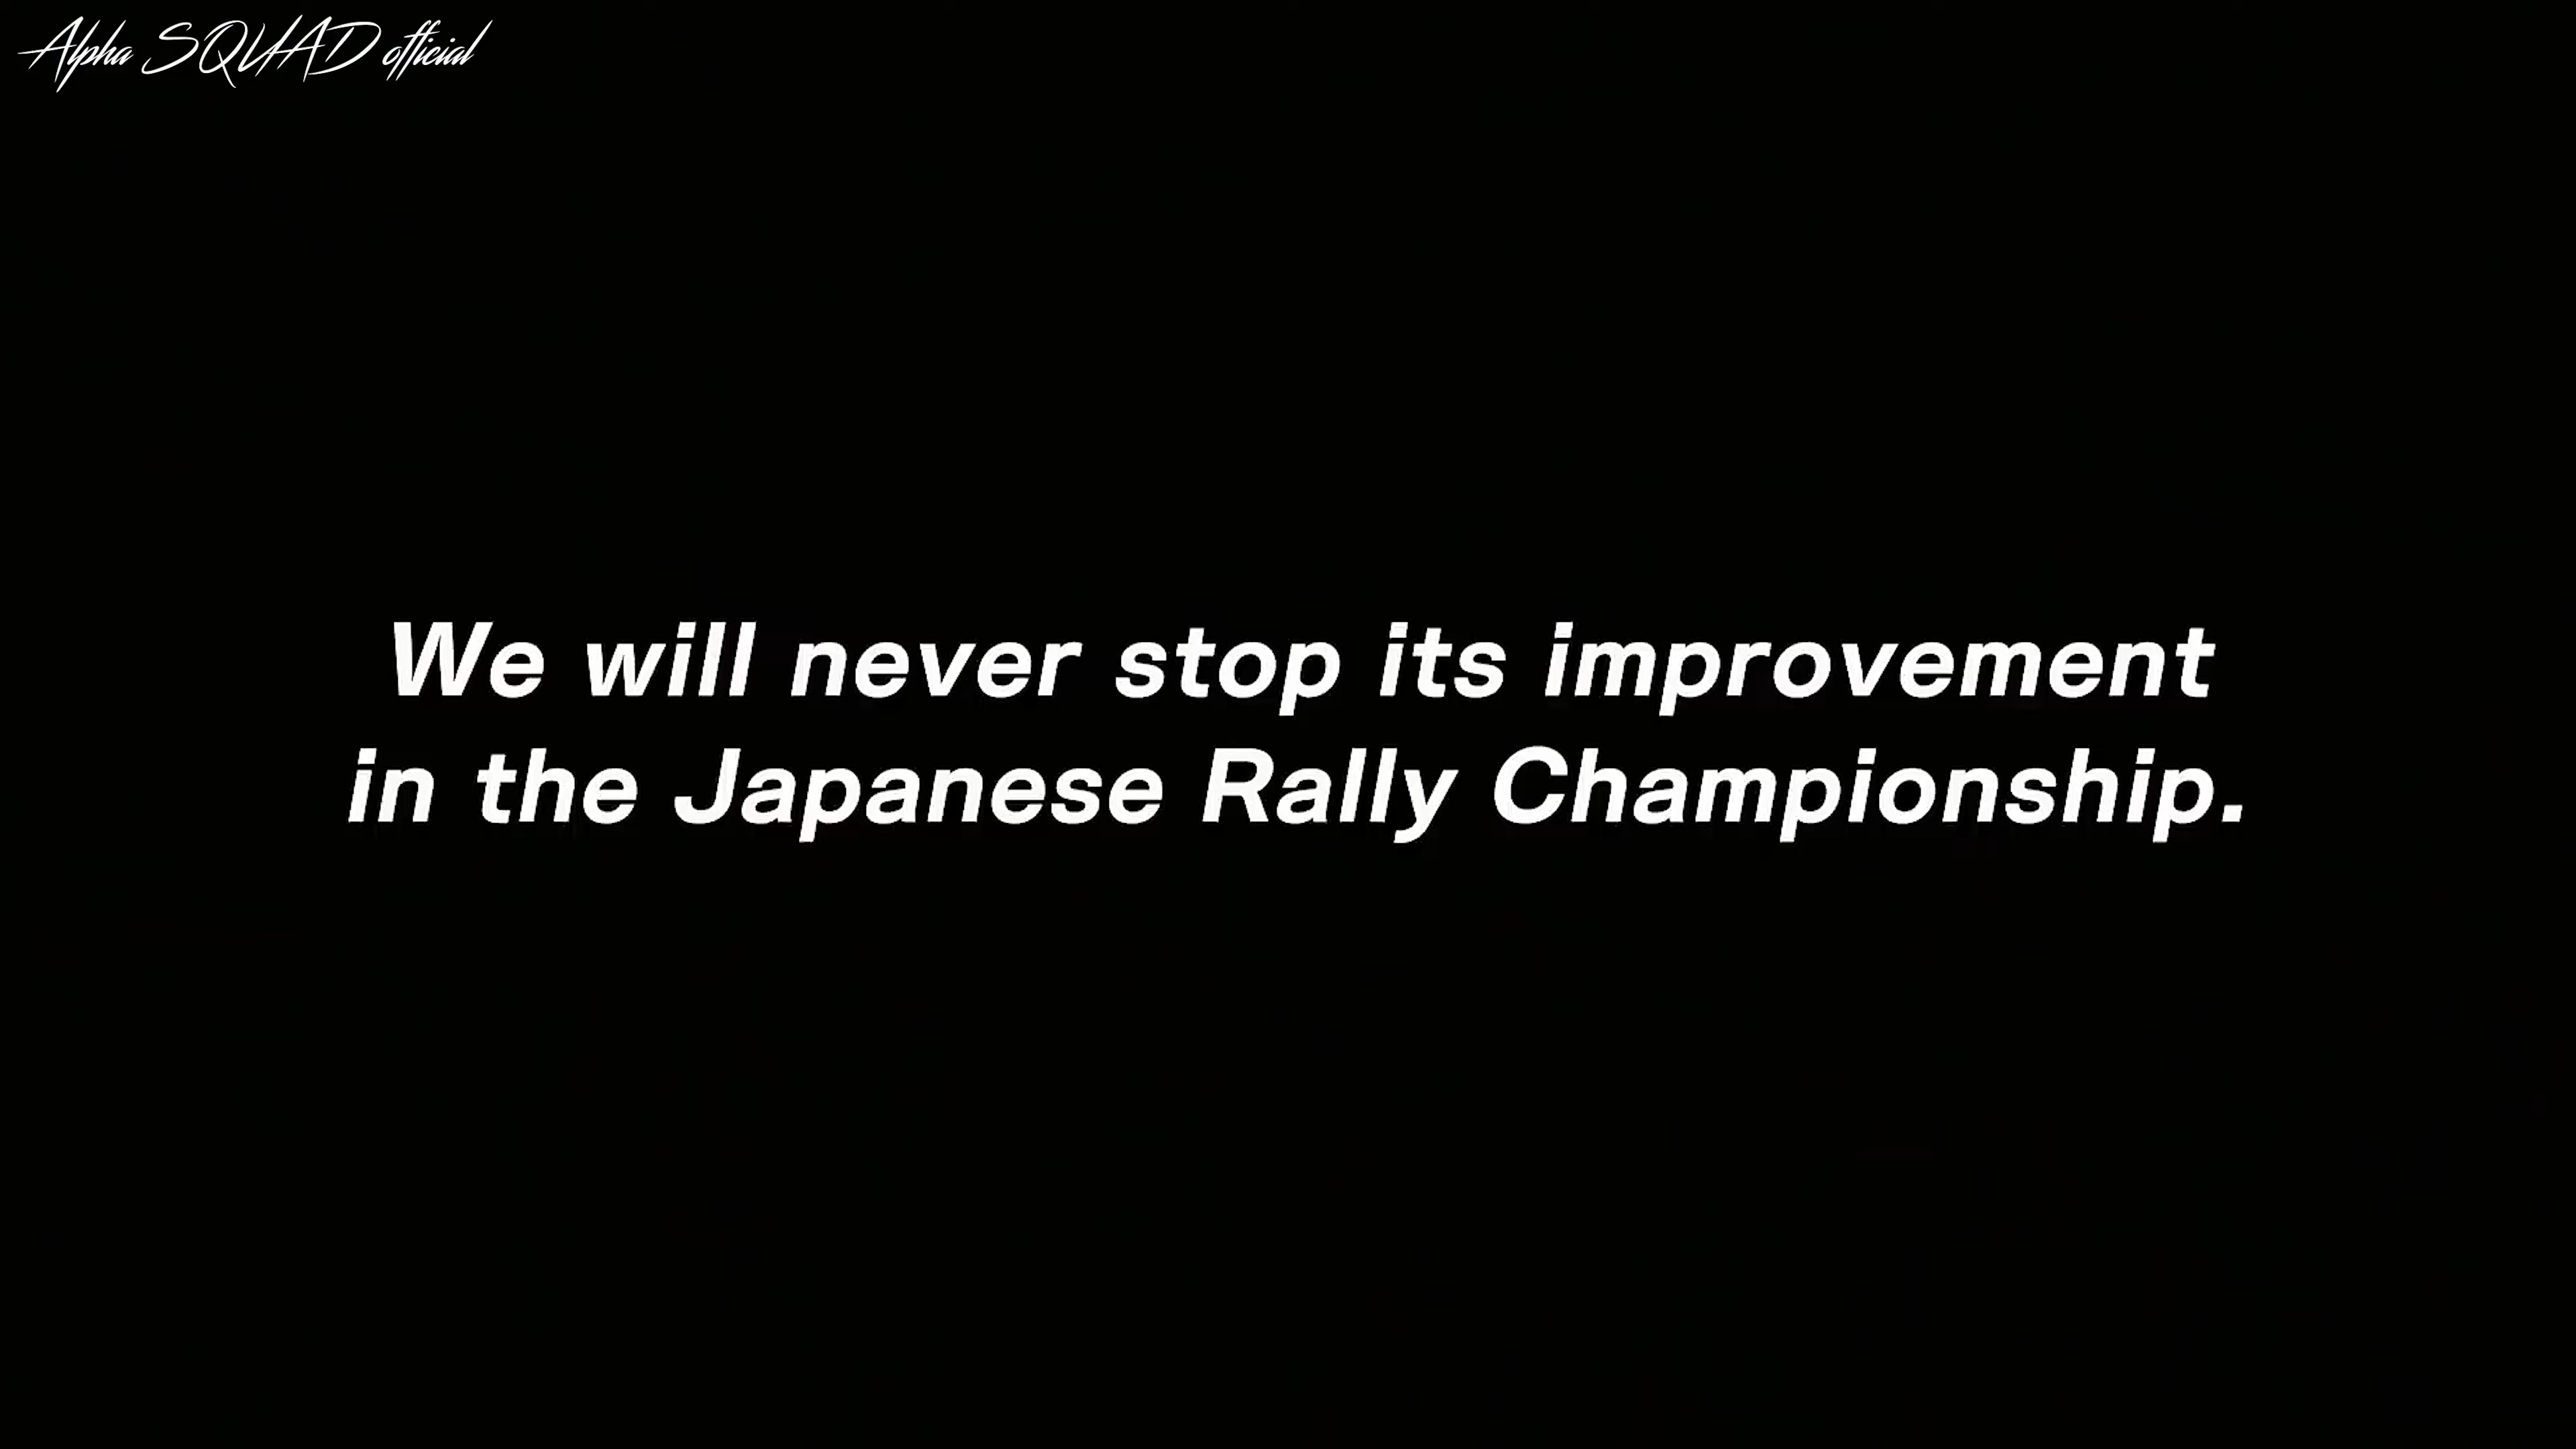 Alpha SQUAD official
We will never stop its improvement
in the Japanese Rally Championship.